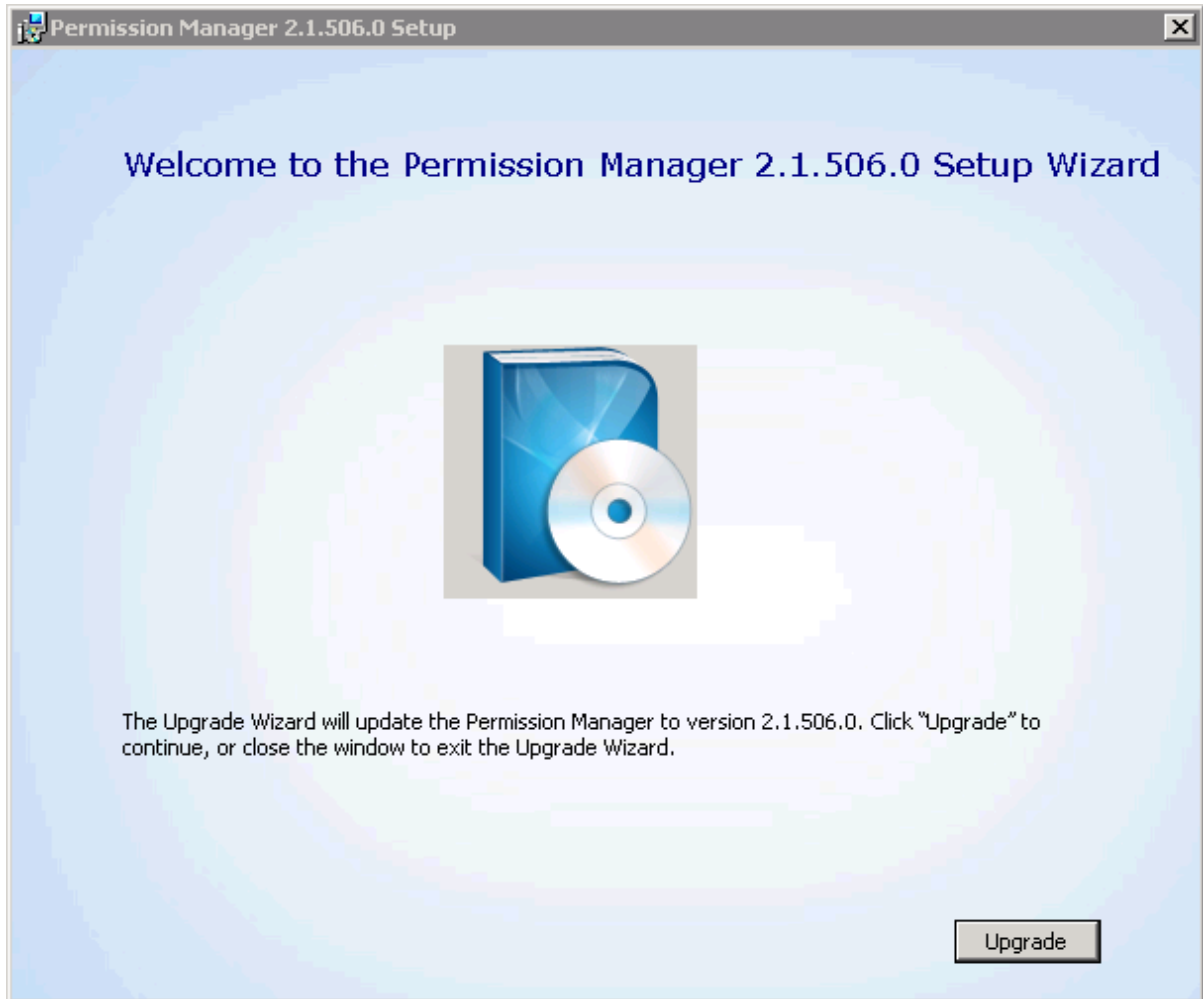 Permission Manager 2.1.506.0 Setup
Welcome to the Permission Manager 2.1.506.0 Setup Wizard
The Upgrade Wizard will update the Permission Manager to version 2.1.506.0. Click "Upgrade" to
continue, or close the window to exit the Upgrade Wizard.
Upgrade